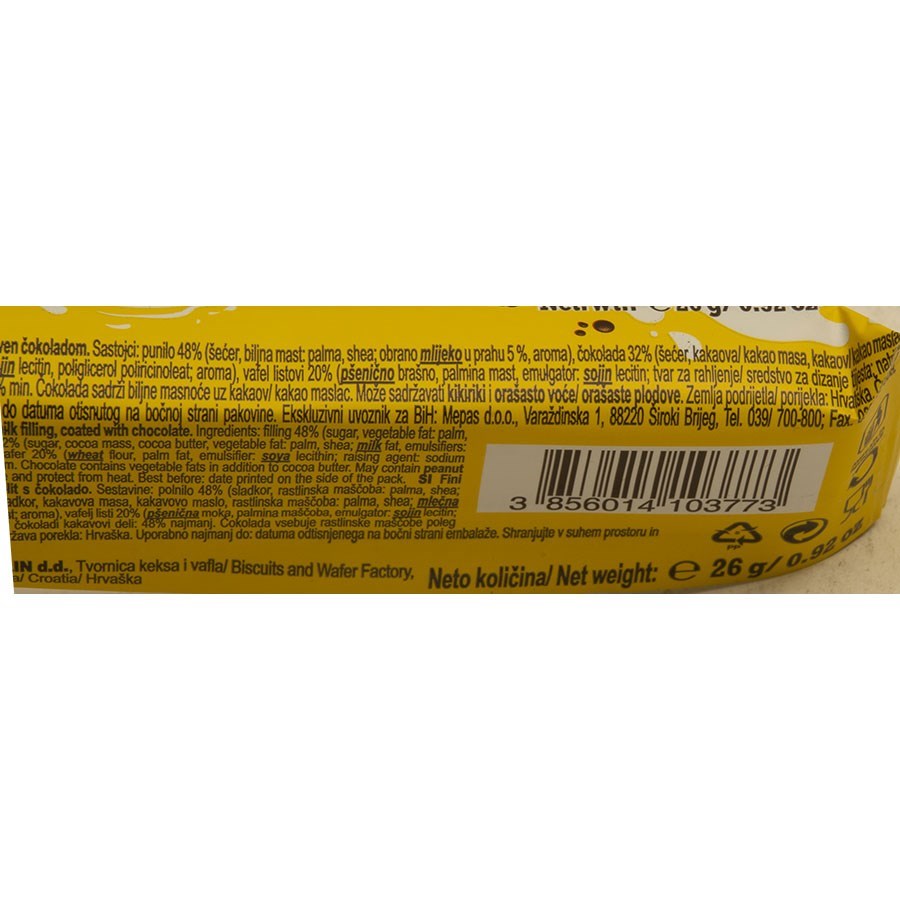 Net wt.: e 26 g/ 0.92 oz
ven čokoladom. Sastojci: punilo 48% (šećer, biljna mast: palma, shea; obrano mlijeko u prahu 5 %, aroma), čokolada 32% (šećer, kakaova/ kakao masa, kakaov/ kakao maslac
jin lecitin, poliglicerol poliricinoleat; aroma), vafel listovi 20% (pšenično brašno, palmina mast, emulgator: sojin lecitin; tvar za rahljenje/ sredstvo za dizanje
% min. Čokolada sadrži biljne masnoće uz kakaov/ kakao maslac. Može sadržavati kikiriki i orašasto voće/ orašaste plodove. Zemlja podrijetla/ porijekla: Hrvatska.
do datuma otisnutog na bočnoj strani pakovine. Ekskluzivni uvoznik za BiH: Mepas d.o.o., Varaždinska 1, 88220 Široki Brijeg, Tel. 039/ 700-800; Fax.
ilk filling, coated with chocolate. Ingredients: filling 48% (sugar, vegetable fat: palm,
2% (sugar, cocoa mass, cocoa butter, vegetable fat: palm, shea; milk fat, emulsifiers:
afer 20% (wheat flour, palm fat, emulsifier: soya lecithin; raising agent: sodium
m. Chocolate contains vegetable fats in addition to cocoa butter. May contain peanut
and protect from heat. Best before: date printed on the side of the pack. SI Fini
lit s čokolado. Sestavine: polnilo 48% (sladkor, rastlinska maščoba: palma, shea;
dkor, kakavova masa, kakavovo maslo, rastlinska maščoba: palma, shea; mlečna
r; aroma), vafelj listi 20% (pšenična moka, palmina maščoba, emulgator: sojin lecitin;
čokoladi kakavovi deli: 48% najmanj. Čokolada vsebuje rastlinske maščobe poleg
žava porekla: Hrvaška. Uporabno najmanj do: datuma odtisnjenega na bočni strani embalaže. Shranjujte v suhem prostoru in
IN d.d., Tvornica keksa i vafla/ Biscuits and Wafer Factory,
a/ Croatia/ Hrvaška
3 856014 103773
Neto količina/ Net weight: e 26 g/ 0.92 oz